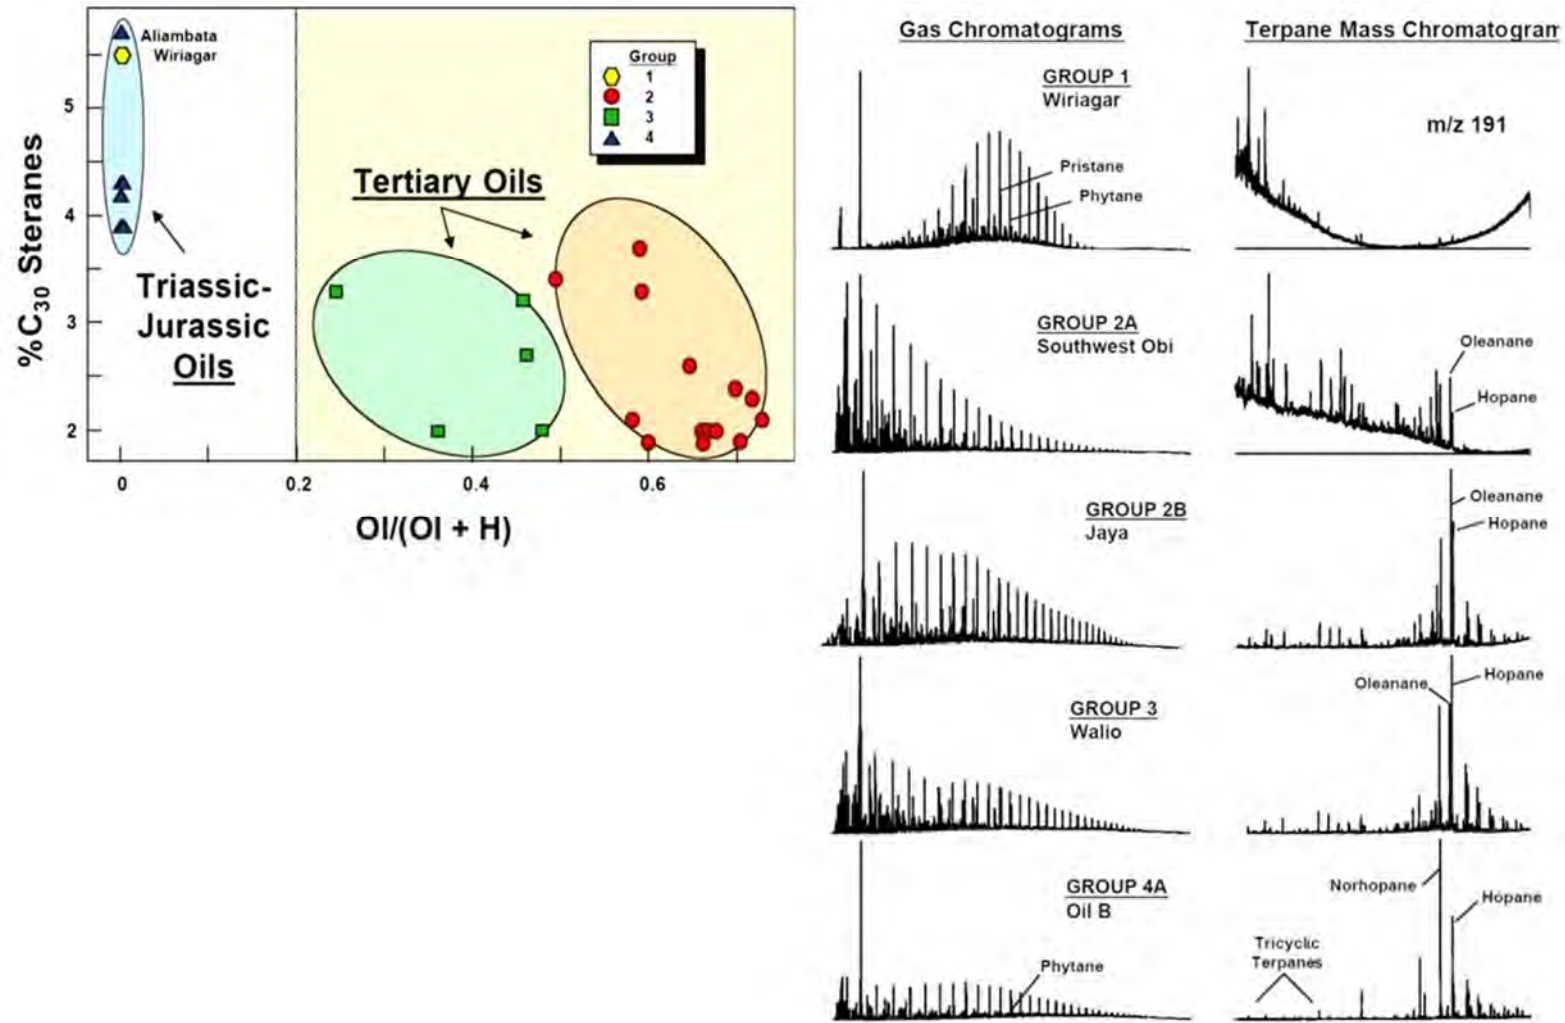 Aliambata
Wiriagar
Group
1
2
3
4
5
4
3
2
%C30 Steranes
Tertiary Oils
Triassic-
Jurassic
Oils
0
0.2
0.4
0.6
Ol/(Ol + H)
Gas Chromatograms
Terpane Mass Chromatogram
GROUP 1
Wiriagar
Pristane
Phytane
m/z 191
GROUP 2A
Southwest Obi
Oleanane
Hopane
GROUP 2B
Jaya
Oleanane
Hopane
GROUP 3
Walio
Oleanane
Hopane
GROUP 4A
Oil B
Phytane
Norhopane
Hopane
Tricyclic
Terpanes